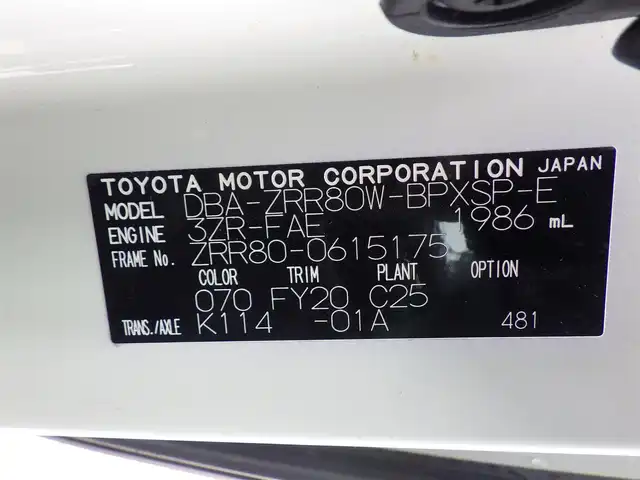 TOYOTA MOTOR CORPORATION JAPAN
MODEL DBA-ZRR80W-BPXSP-E
ENGINE 3ZR-FAE 1986 mL
FRAME No. ZRR80-0615175
COLOR TRIM PLANT OPTION
070 FY20 C25
TRANS./AXLE K114 -01A 481